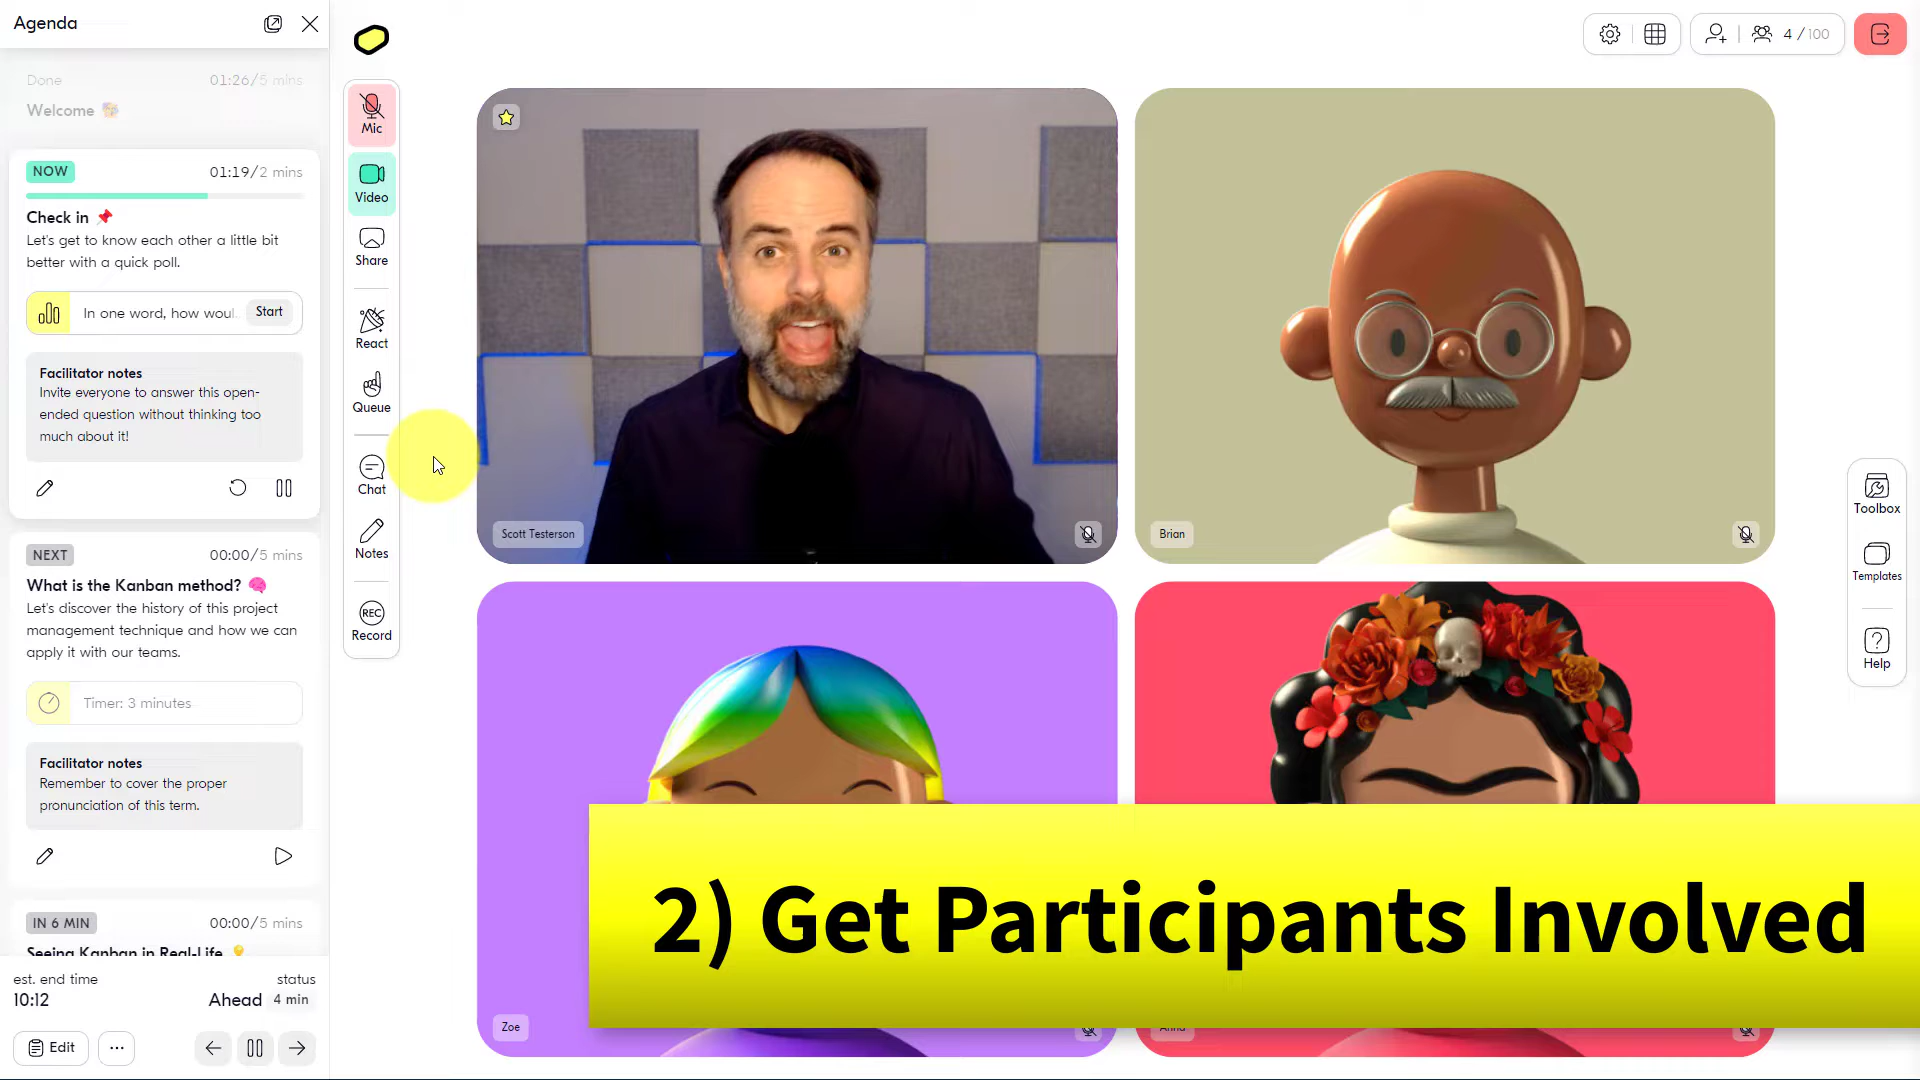 Agenda
Done
01:26/5 mins
Welcome
NOW
01:19/2 mins
Check in
Let's get to know each other a little bit
better with a quick poll.
In one word, how woul..
Start
Facilitator notes
Invite everyone to answer this open-
ended question without thinking too
much about it!
NEXT
00:00/5 mins
What is the Kanban method?
Let's discover the history of this project
management technique and how we can
apply it with our teams.
Timer: 3 minutes
Facilitator notes
Remember to cover the proper
pronunciation of this term.
IN 6 MIN
00:00/5 mins
Seeing Kanban in Real-Life
est. end time
status
10:12
Ahead
4 min
Edit
Mic
Video
Share
React
Queue
Chat
Notes
REC
Record
4 /100
Scott Testerson
Brian
Zoe
Anna
Toolbox
Templates
Help
2) Get Participants Involved